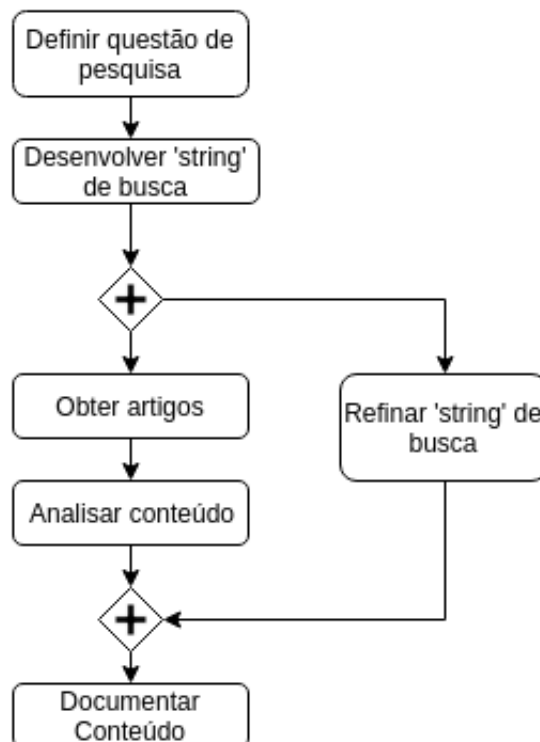 Definir questão de
pesquisa
Desenvolver 'string'
de busca
Obter artigos
Refinar 'string' de
busca
Analisar conteúdo
Documentar
Conteúdo